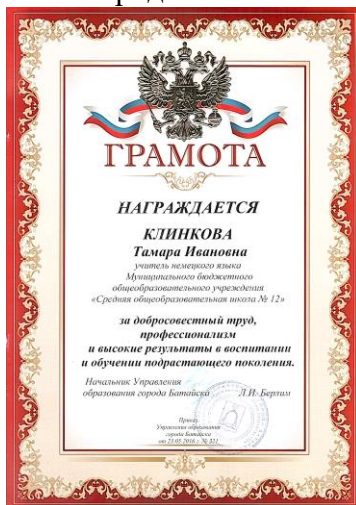 ГРАМОТА
НАГРАЖДАЕТСЯ
КЛИНКОВА
Тамара Ивановна
учитель немецкого языка
Муниципального бюджетного
общеобразовательного учреждения
«Средняя общеобразовательная школа № 12»
за добросовестный труд,
профессионализм
и высокие результаты в воспитании
и обучении подрастающего поколения.
Начальник Управления
образования города Батайска Л.И. Берлим
Приказ
Управления образования
города Батайска